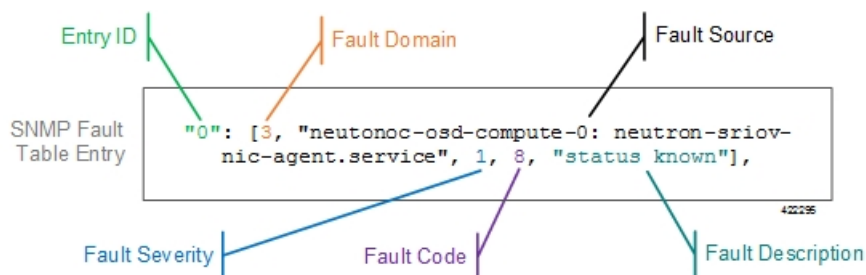 Entry ID
Fault Domain
Fault Source
SNMP Fault
Table Entry
"0": [3, "neutonoc-osd-compute-0: neutron-sriov-
nic-agent.service", 1, 8, "status known"],
422295
Fault Severity
Fault Code
Fault Description